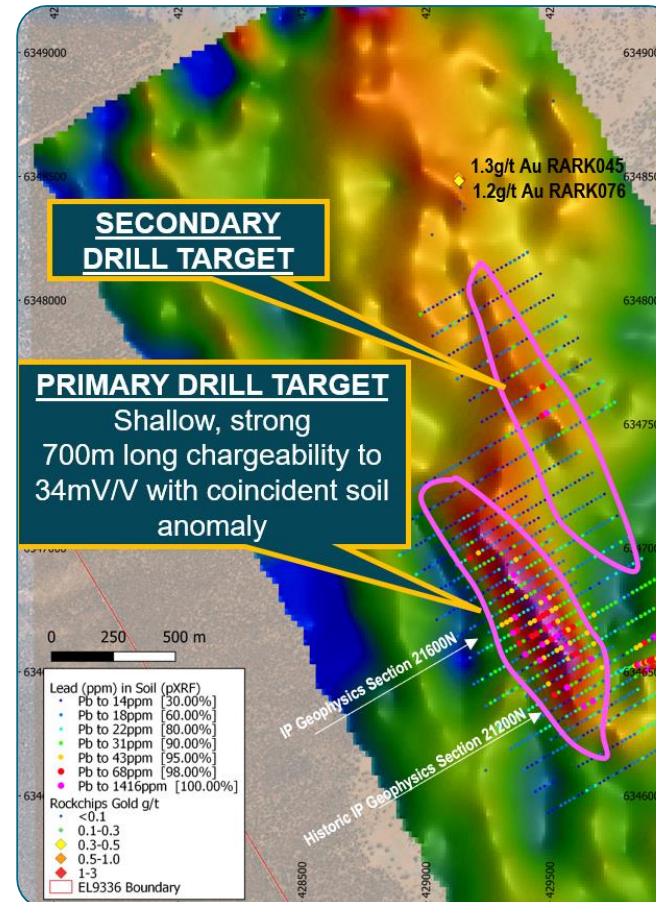 6349000
6349000
1.3g/t Au RARK045
6348500
1.2g/t Au RARK076
SECONDARY
DRILL TARGET
6348000
PRIMARY DRILL TARGET
Shallow, strong
700m long chargeability to
34mV/V with coincident soil
anomaly
0 250 500 m
IP Geophysics Section 21600N
Historic IP Geophysics Section 21200N
Lead (ppm) in Soil (pXRF)
Pb to 14ppm [30.00%]
Pb to 18ppm [60.00%]
Pb to 22ppm [80.00%]
Pb to 31ppm [90.00%]
Pb to 43ppm [95.00%]
Pb to 68ppm [98.00%]
Pb to 1416ppm [100.00%]
Rockchips Gold g/t
<0.1
0.1-0.3
0.3-0.5
0.5-1.0
1-3
EL9336 Boundary
428500
429000
429500